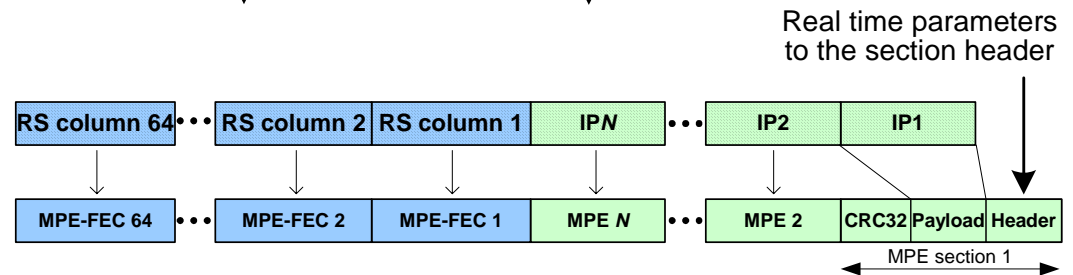 Real time parameters
to the section header
RS column 64 ••• RS column 2 RS column 1 IPN ••• IP2 IP1
MPE-FEC 64 ••• MPE-FEC 2 MPE-FEC 1 MPE N ••• MPE 2 CRC32 Payload Header
MPE section 1